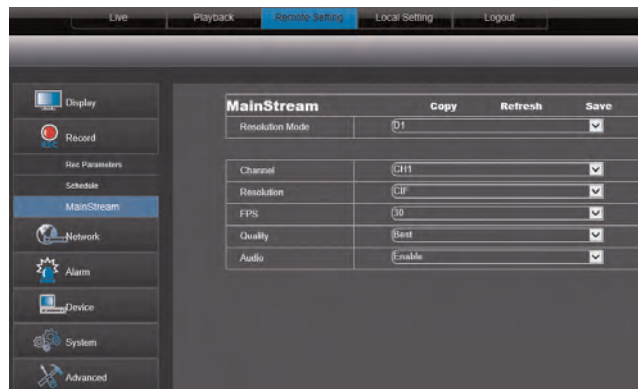 Live Playback Remote Setting Local Setting Logout
Display
Record
Rec Parameters
Schedule
MainStream
Network
Alarm
Device
System
Advanced
MainStream Copy Refresh Save
Resolution Mode D1
Channel CH1
Resolution CIF
FPS 30
Quality Best
Audio Enable